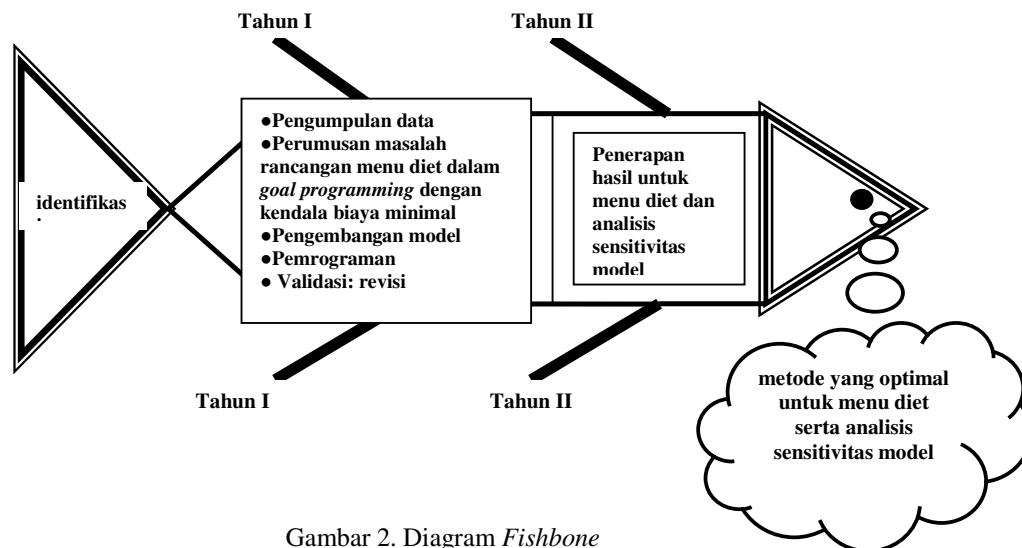 Tahun I
Tahun II
identifikas
●Pengumpulan data
●Perumusan masalah
rancangan menu diet dalam
goal programming dengan
kendala biaya minimal
●Pengembangan model
●Pemrograman
● Validasi: revisi
Penerapan
hasil untuk
menu diet dan
analisis
sensitivitas
model
Tahun I
Tahun II
metode yang optimal
untuk menu diet
serta analisis
sensitivitas model
Gambar 2. Diagram Fishbone